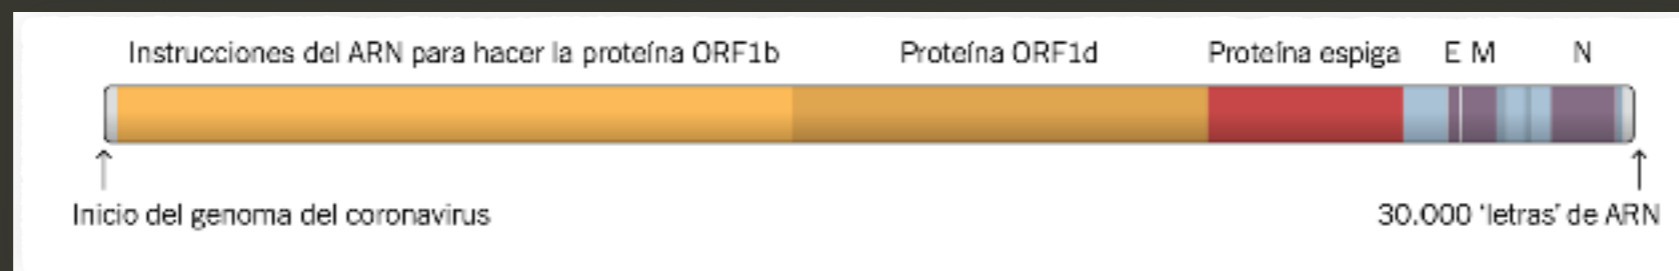 Instrucciones del ARN para hacer la proteína ORF1b
Proteína ORF1d
Proteína espiga
E
M
N
Inicio del genoma del coronavirus
30.000 ‘letras’ de ARN